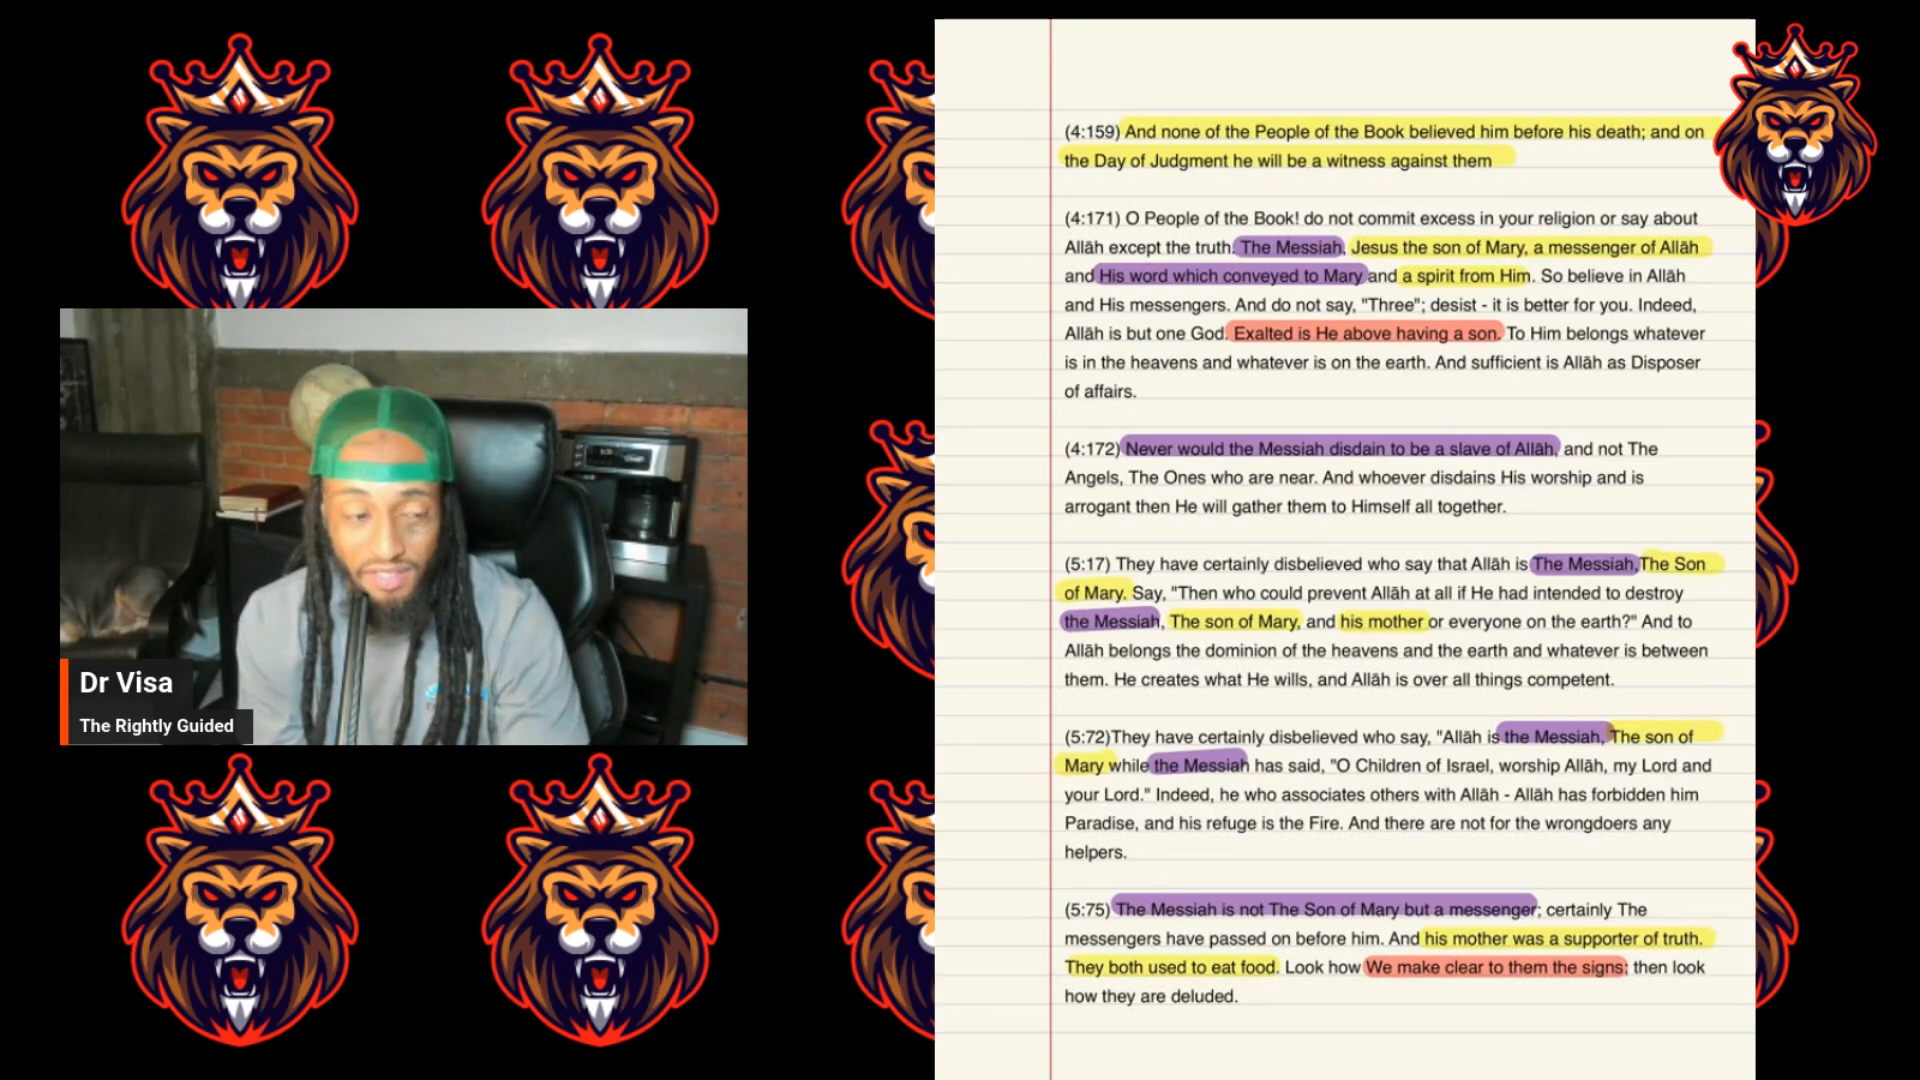 (4:159) And none of the People of the Book believed him before his death; and on
the Day of Judgment he will be a witness against them
(4:171) O People of the Book! do not commit excess in your religion or say about
Allāh except the truth. The Messiah, Jesus the son of Mary, a messenger of Allāh
and His word which conveyed to Mary and a spirit from Him. So believe in Allāh
and His messengers. And do not say, "Three"; desist - it is better for you. Indeed,
Allāh is but one God. Exalted is He above having a son. To Him belongs whatever
is in the heavens and whatever is on the earth. And sufficient is Allāh as Disposer
of affairs.
(4:172) Never would the Messiah disdain to be a slave of Allāh, and not The
Angels, The Ones who are near. And whoever disdains His worship and is
arrogant then He will gather them to Himself all together.
(5:17) They have certainly disbelieved who say that Allāh is The Messiah,The Son
of Mary. Say, "Then who could prevent Allāh at all if He had intended to destroy
the Messiah, The son of Mary, and his mother or everyone on the earth?" And to
Allāh belongs the dominion of the heavens and the earth and whatever is between
them. He creates what He wills, and Allāh is over all things competent.
(5:72)They have certainly disbelieved who say, "Allāh is the Messiah, The son of
Mary while the Messiah has said, "O Children of Israel, worship Allāh, my Lord and
your Lord." Indeed, he who associates others with Allāh - Allāh has forbidden him
Paradise, and his refuge is the Fire. And there are not for the wrongdoers any
helpers.
(5:75) The Messiah is not The Son of Mary but a messenger; certainly The
messengers have passed on before him. And his mother was a supporter of truth.
They both used to eat food. Look how We make clear to them the signs; then look
how they are deluded.
Dr Visa
The Rightly Guided